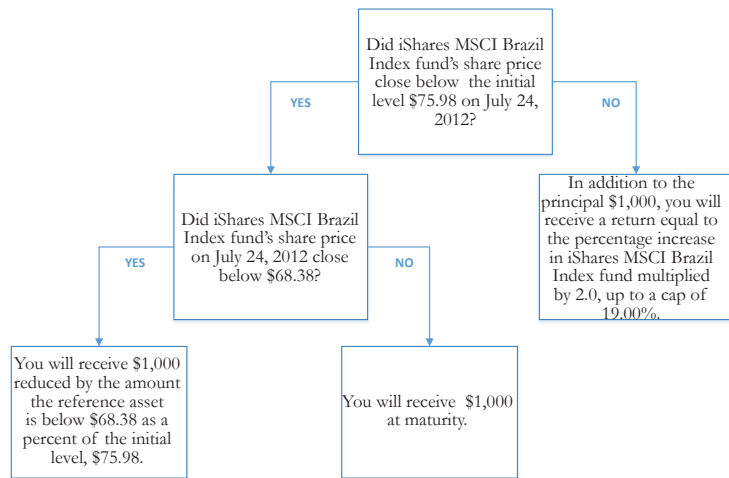 Did iShares MSCI Brazil
Index fund's share price
close below the initial
level $75.98 on July 24,
2012?
YES
NO
Did iShares MSCI Brazil
Index fund's share price
on July 24, 2012 close
below $68.38?
In addition to the
principal $1,000, you will
receive a return equal to
the percentage increase
in iShares MSCI Brazil
Index fund multiplied
by 2.0, up to a cap of
19.00%.
YES
NO
You will receive $1,000
reduced by the amount
the reference asset
is below $68.38 as a
percent of the initial
level, $75.98.
You will receive $1,000
at maturity.